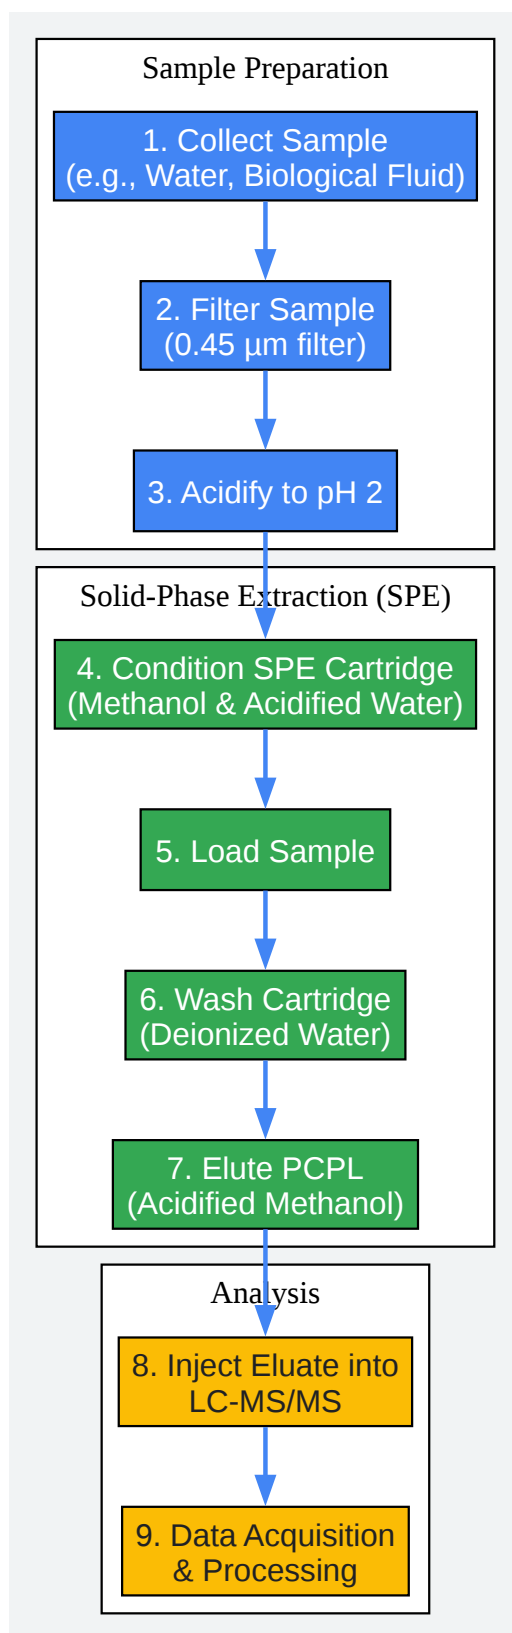 Sample Preparation
1. Collect Sample
(e.g., Water, Biological Fluid)
2. Filter Sample
(0.45 µm filter)
3. Acidify to pH 2
Solid-Phase Extraction (SPE)
4. Condition SPE Cartridge
(Methanol & Acidified Water)
5. Load Sample
6. Wash Cartridge
(Deionized Water)
7. Elute PCPL
(Acidified Methanol)
Analysis
8. Inject Eluate into
LC-MS/MS
9. Data Acquisition
& Processing